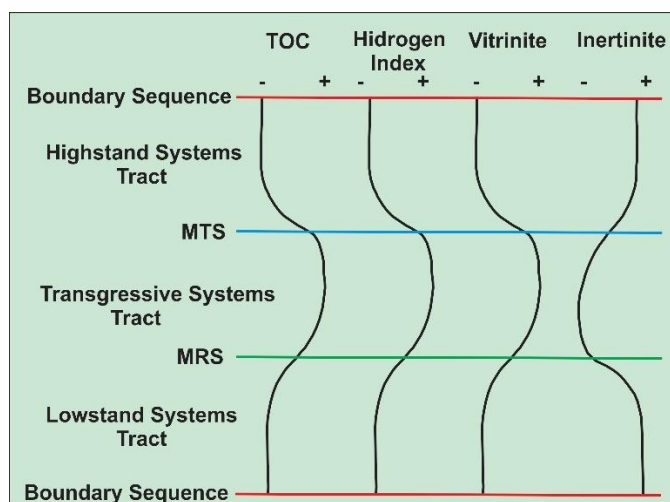 TOC Hidrogen Index Vitrinite Inertinite
- + - + - + - +
Boundary Sequence
Highstand Systems
Tract
MTS
Transgressive Systems
Tract
MRS
Lowstand Systems
Tract
Boundary Sequence